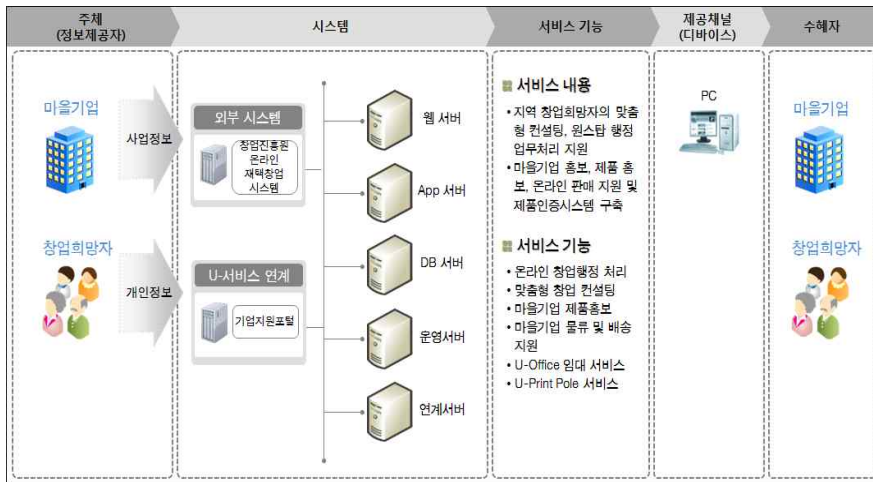 주체
(정보제공자)
시스템
서비스 기능
제공채널
(디바이스)
수혜자
마을기업
사업정보
창업희망자
개인정보
외부 시스템
창업진흥원
온라인
재택창업
시스템
U-서비스 연계
기업지원포털
웹 서버
App 서버
DB 서버
운영서버
연계서버
서비스 내용
• 지역 창업희망자의 맞춤
형 컨설팅, 원스탑 행정
업무처리 지원
• 마을기업 홍보, 제품 홍
보, 온라인 판매 지원 및
제품인증시스템 구축
서비스 기능
• 온라인 창업행정 처리
• 맞춤형 창업 컨설팅
• 마을기업 제품홍보
• 마을기업 물류 및 배송
지원
• U-Office 임대 서비스
• U-Print Pole 서비스
PC
마을기업
창업희망자